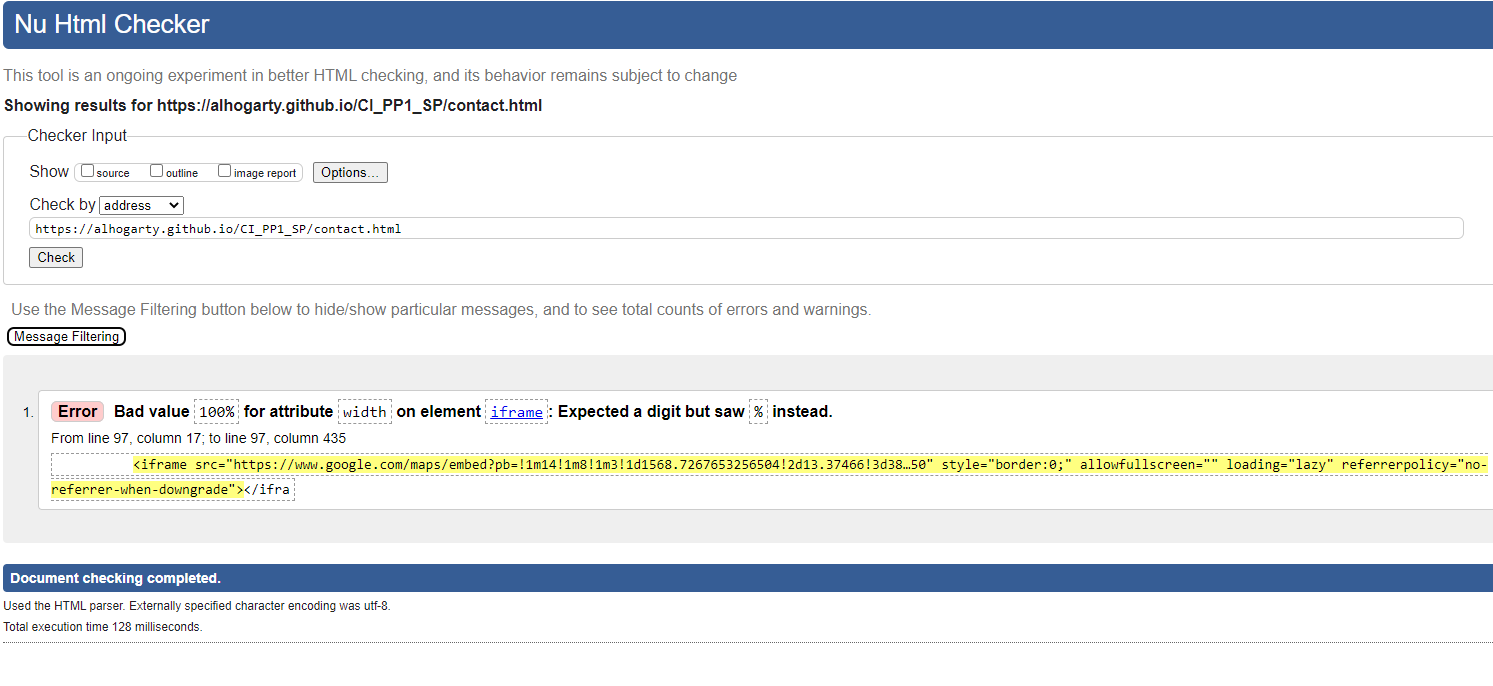 Nu Html Checker
This tool is an ongoing experiment in better HTML checking, and its behavior remains subject to change
Showing results for https://alhogarty.github.io/CI_PP1_SP/contact.html
Checker Input
Show source outline image report Options...
Check by address
https://alhogarty.github.io/CI_PP1_SP/contact.html
Check
Use the Message Filtering button below to hide/show particular messages, and to see total counts of errors and warnings.
Message Filtering
1. Error Bad value 100% for attribute width on element iframe: Expected a digit but saw % instead.
From line 97, column 17; to line 97, column 435
<iframe src="https://www.google.com/maps/embed?pb=!1m14!1m8!1m3!1d1568.7267653256504!2d13.37466!3d38…50" style="border:0;" allowfullscreen="" loading="lazy" referrerpolicy="no-
referrer-when-downgrade"></ifra
Document checking completed.
Used the HTML parser. Externally specified character encoding was utf-8.
Total execution time 128 milliseconds.